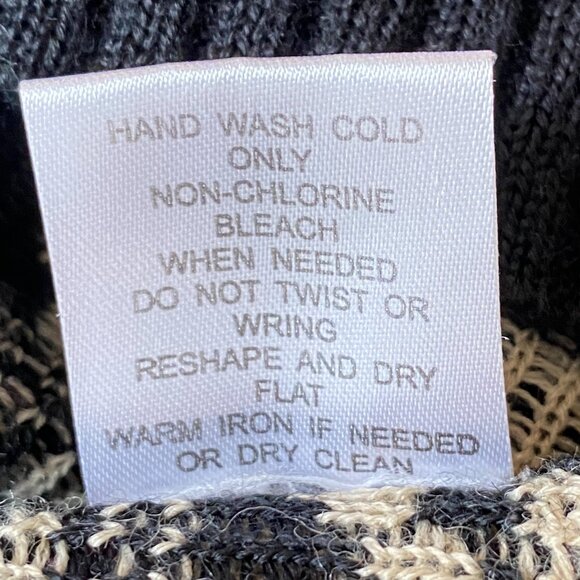 HAND WASH COLD
ONLY
NON-CHLORINE
BLEACH
WHEN NEEDED
DO NOT TWIST OR
WRING
RESHAPE AND DRY
FLAT
WARM IRON IF NEEDED
OR DRY CLEAN